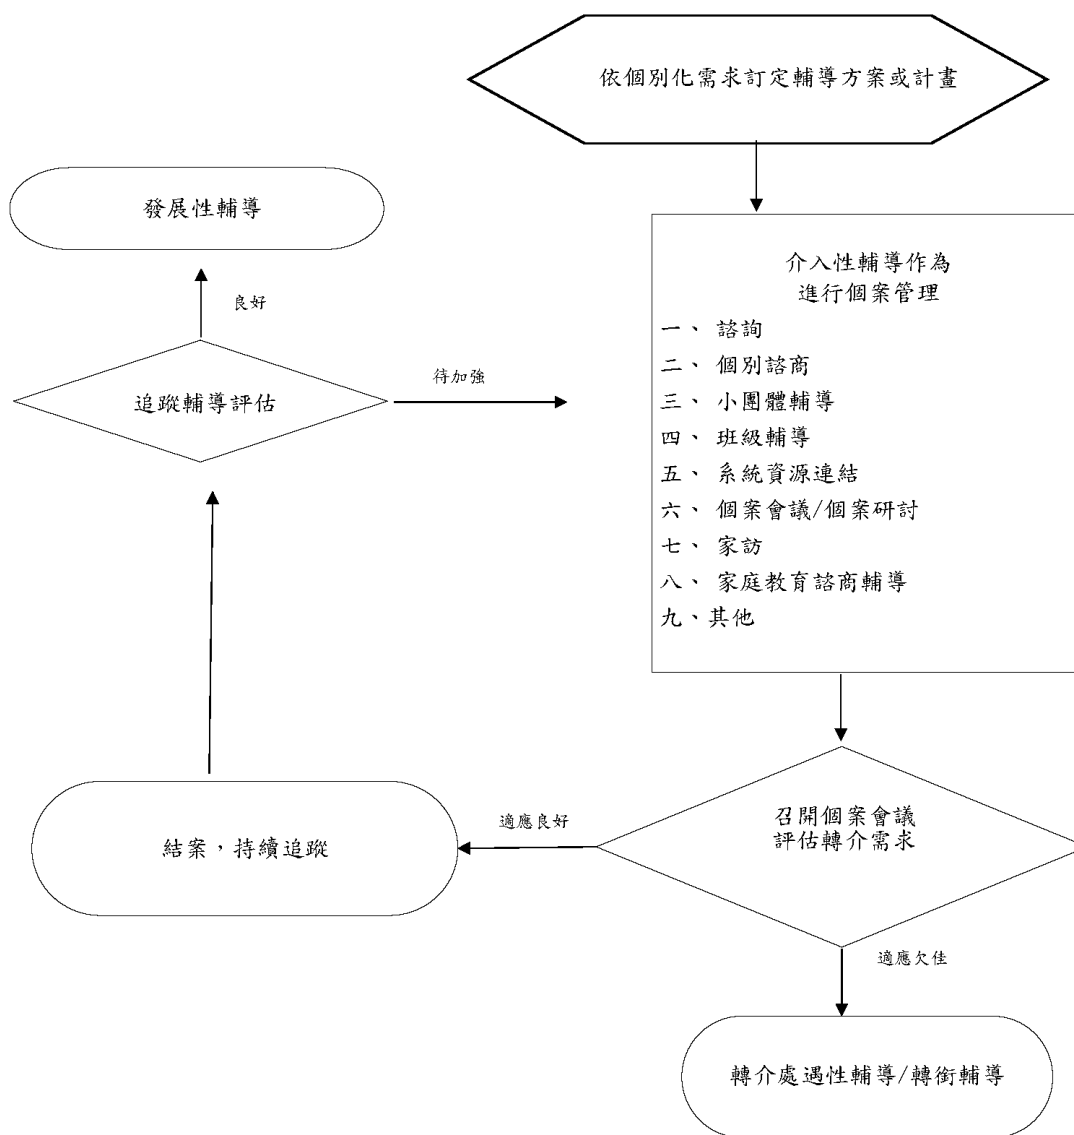 依個別化需求訂定輔導方案或計畫
發展性輔導
介入性輔導作為
進行個案管理
一、 諮詢
二、 個別諮商
三、 小團體輔導
四、 班級輔導
五、 系統資源連結
六、 個案會議/個案研討
七、 家訪
八、 家庭教育諮商輔導
九、其他
良好
待加強
追蹤輔導評估
召開個案會議
評估轉介需求
適應良好
結案，持續追蹤
適應欠佳
轉介處遇性輔導/轉銜輔導